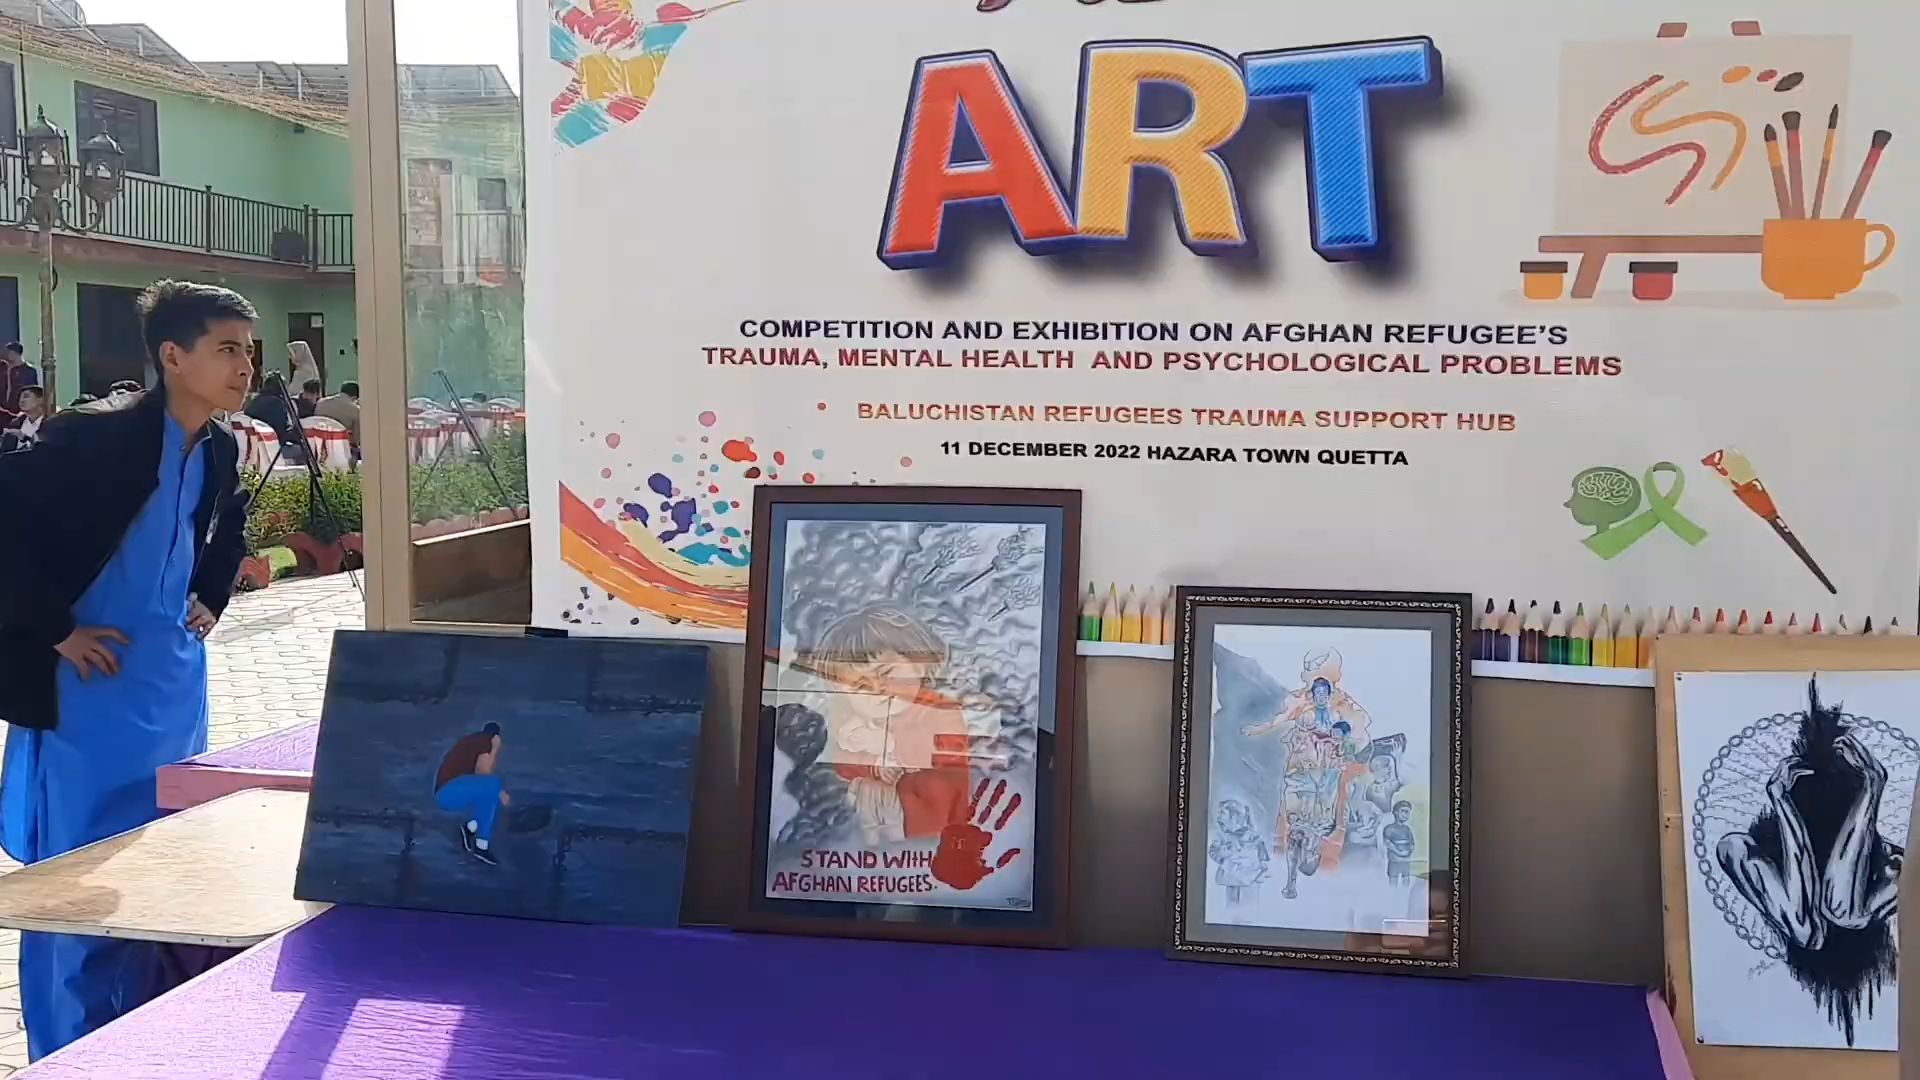 ART
COMPETITION AND EXHIBITION ON AFGHAN REFUGEE'S
TRAUMA, MENTAL HEALTH AND PSYCHOLOGICAL PROBLEMS
BALUCHISTAN REFUGEES TRAUMA SUPPORT HUB
11 DECEMBER 2022 HAZARA TOWN QUETTA
STAND WITH
AFGHAN REFUGEES.